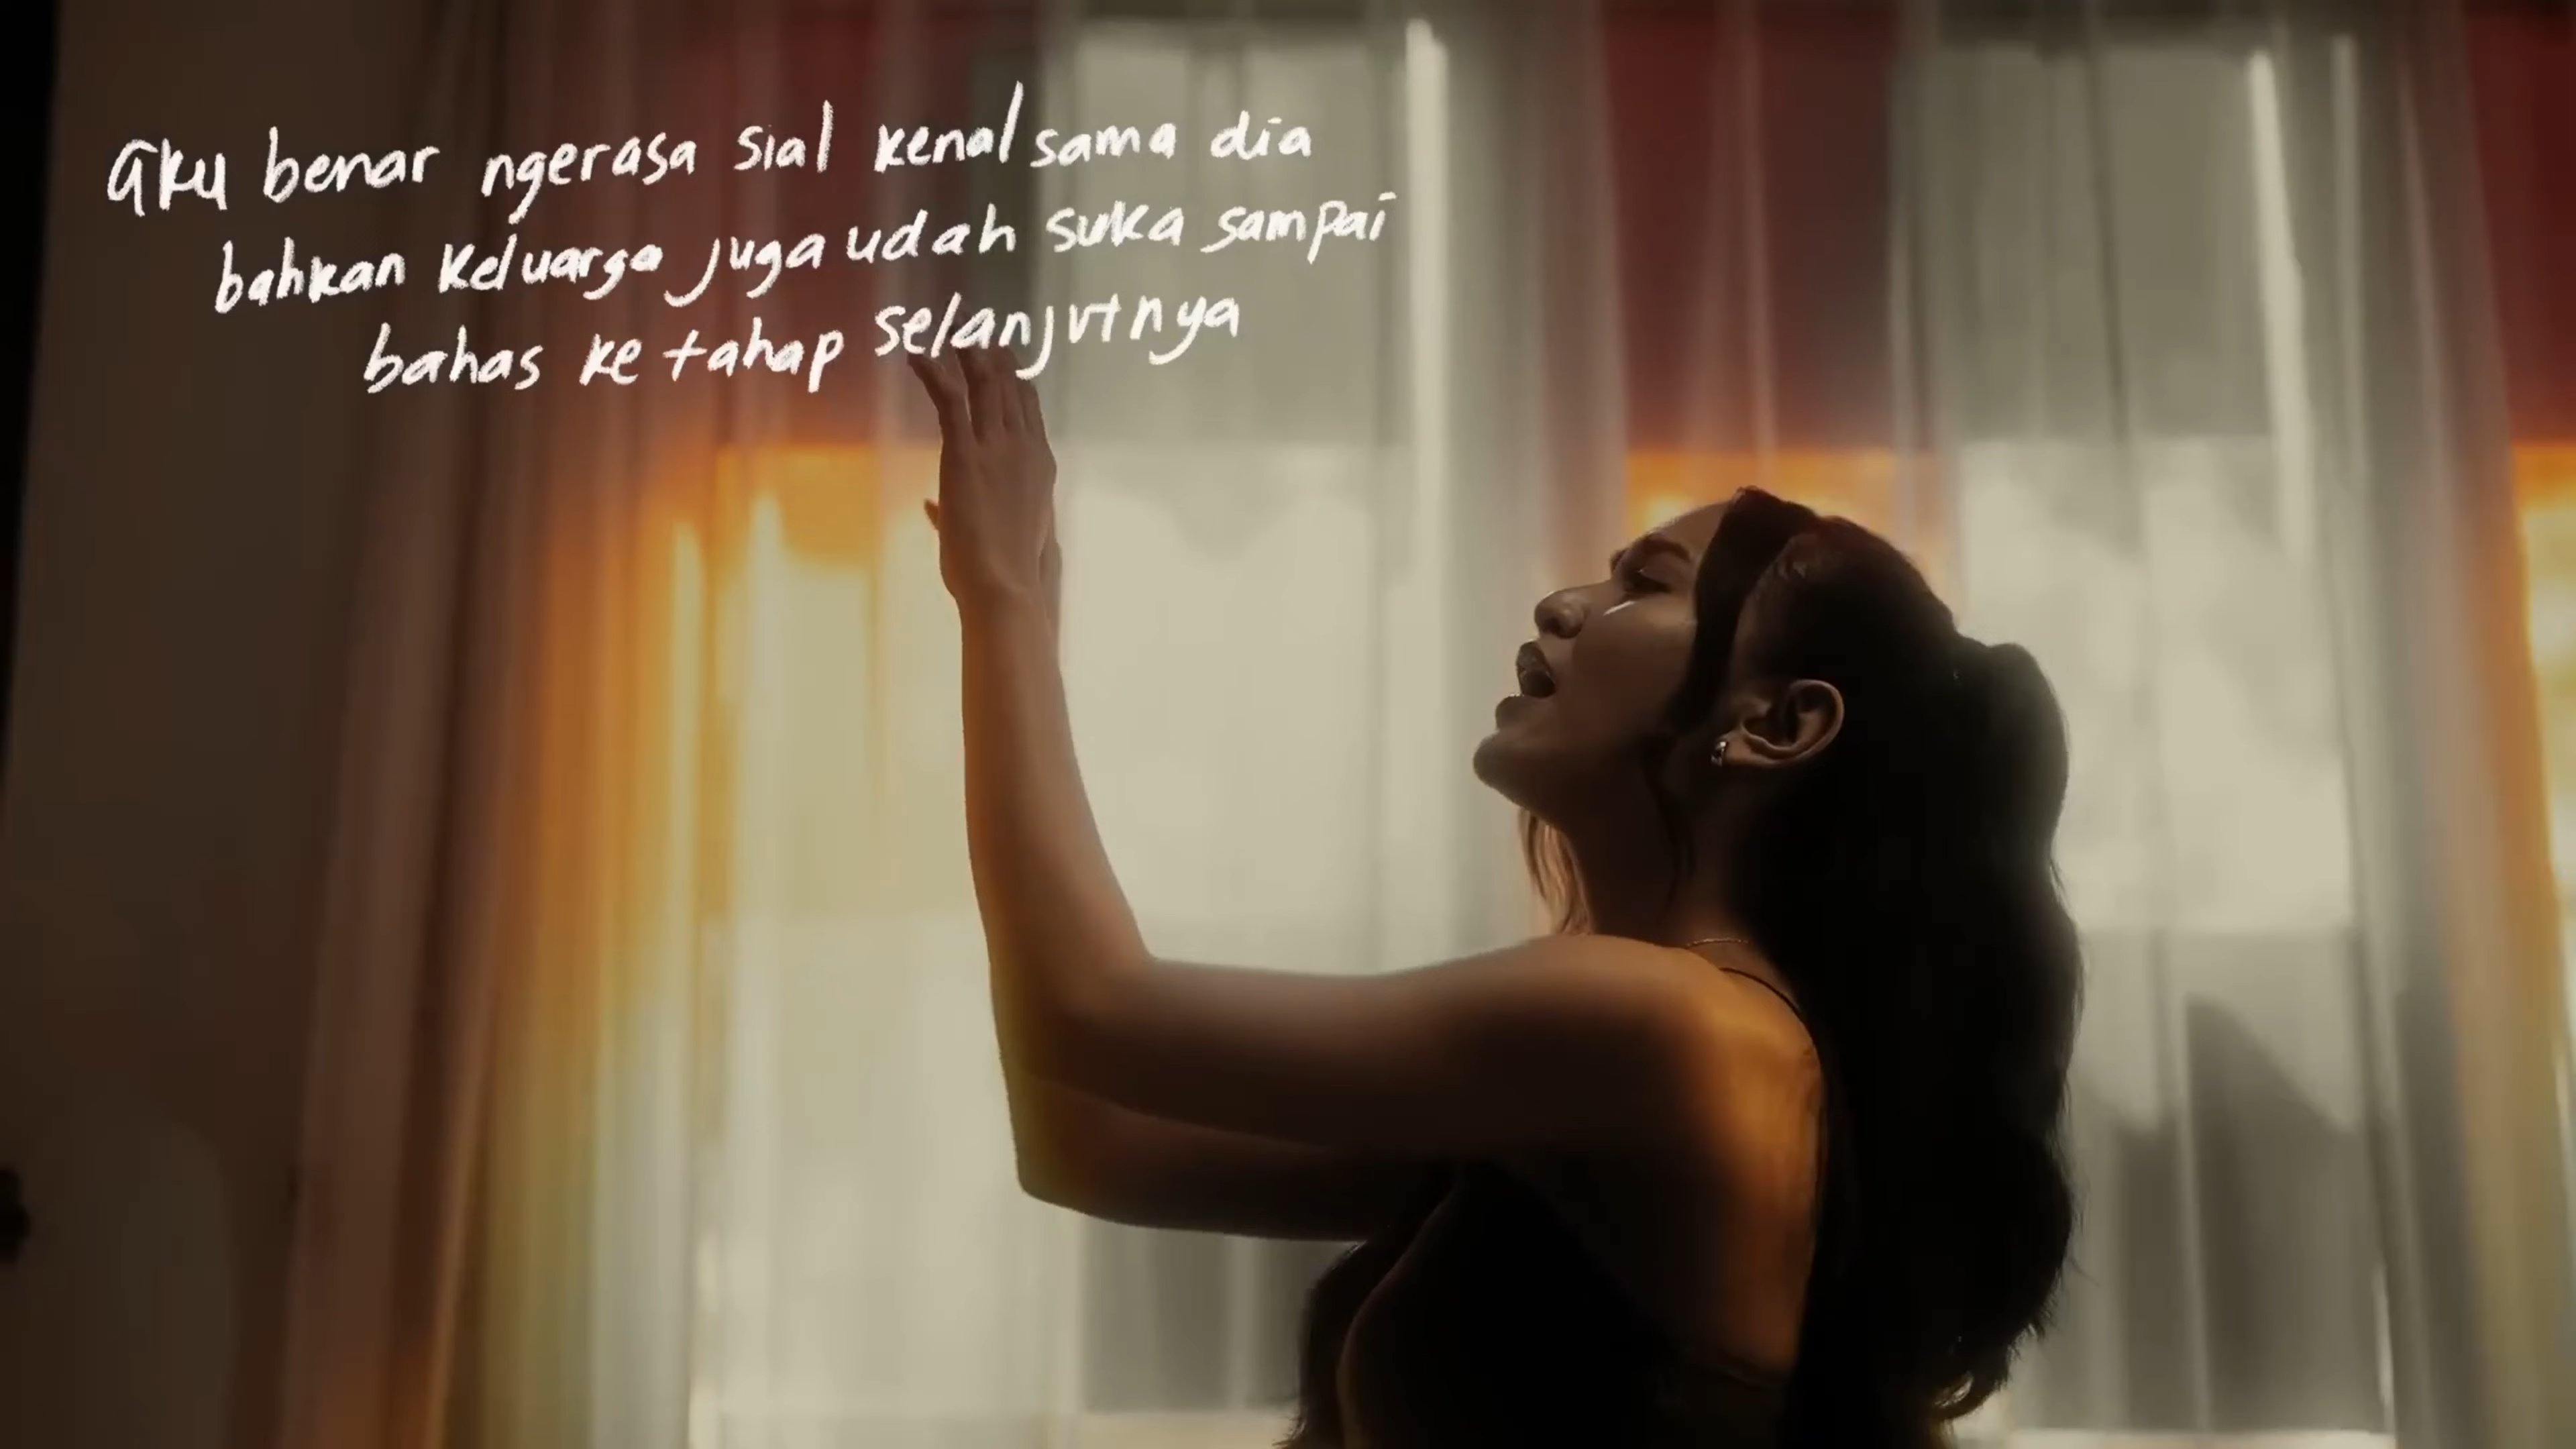 aku benar ngerasa sial kenal sama dia
bahkan keluarga juga udah suka sampai
bahas ke tahap selanjutnya